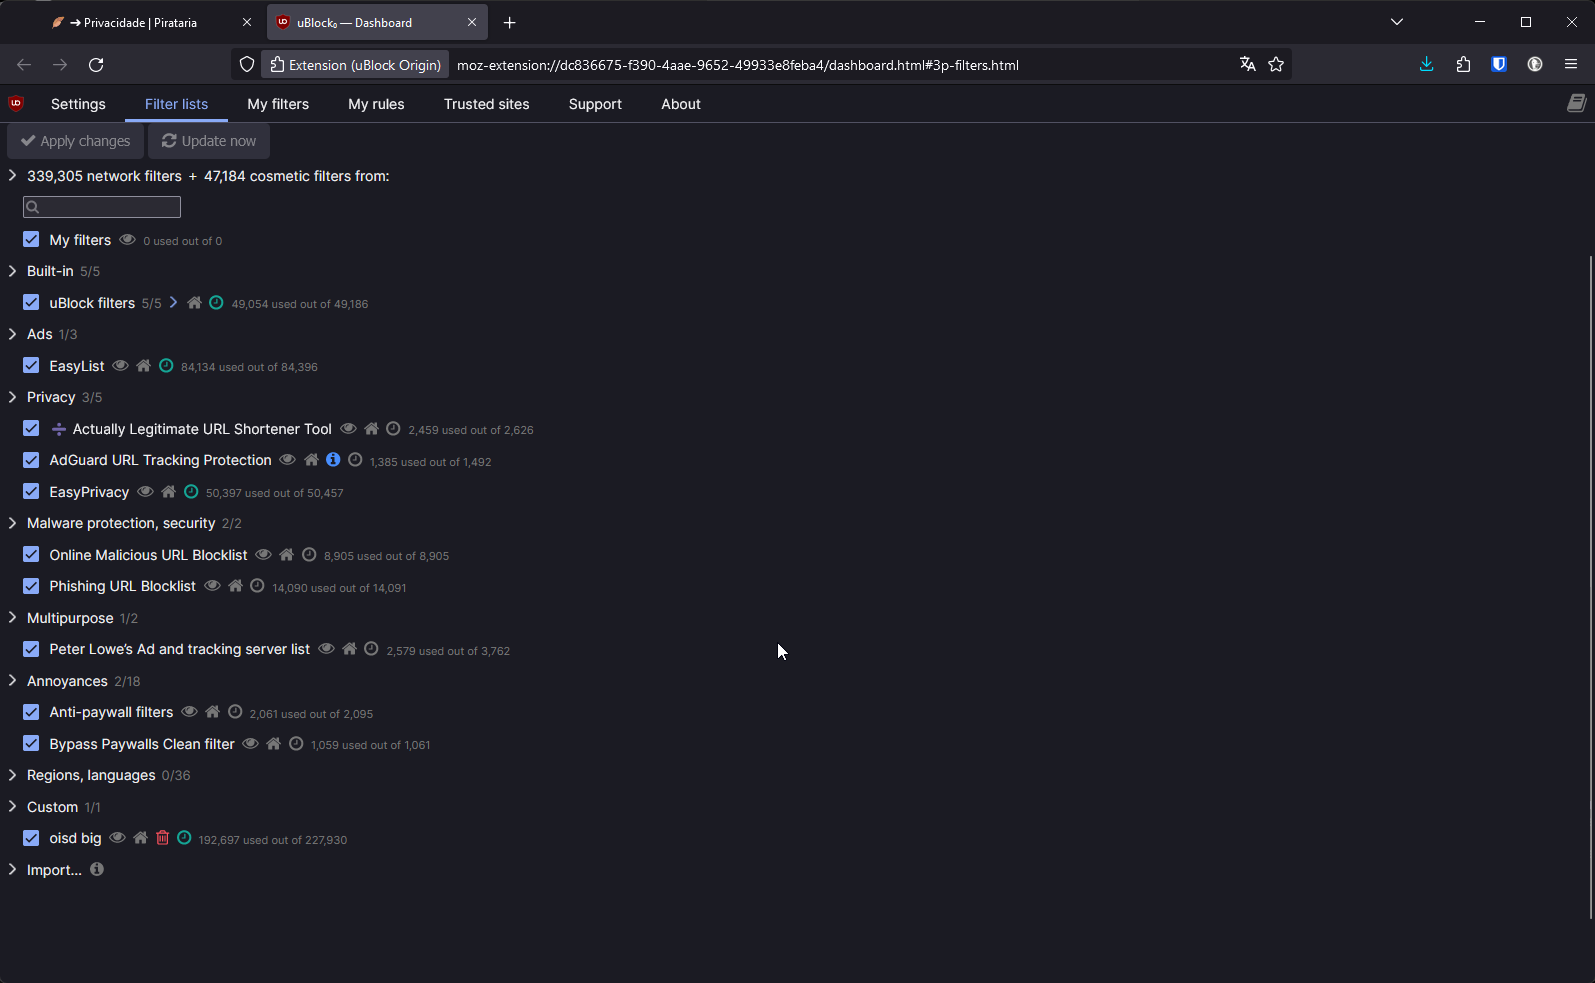 → Privacidade | Pirataria
uBlock₀ — Dashboard
Extension (uBlock Origin)
moz-extension://dc836675-f390-4aae-9652-49933e8feba4/dashboard.html#3p-filters.html
Settings
Filter lists
My filters
My rules
Trusted sites
Support
About
Apply changes
Update now
339,305 network filters + 47,184 cosmetic filters from:
My filters 0 used out of 0
Built-in 5/5
uBlock filters 5/5 49,054 used out of 49,186
Ads 1/3
EasyList 84,134 used out of 84,396
Privacy 3/5
➗ Actually Legitimate URL Shortener Tool 2,459 used out of 2,626
AdGuard URL Tracking Protection 1,385 used out of 1,492
EasyPrivacy 50,397 used out of 50,457
Malware protection, security 2/2
Online Malicious URL Blocklist 8,905 used out of 8,905
Phishing URL Blocklist 14,090 used out of 14,091
Multipurpose 1/2
Peter Lowe’s Ad and tracking server list 2,579 used out of 3,762
Annoyances 2/18
Anti-paywall filters 2,061 used out of 2,095
Bypass Paywalls Clean filter 1,059 used out of 1,061
Regions, languages 0/36
Custom 1/1
oisd big 192,697 used out of 227,930
Import...